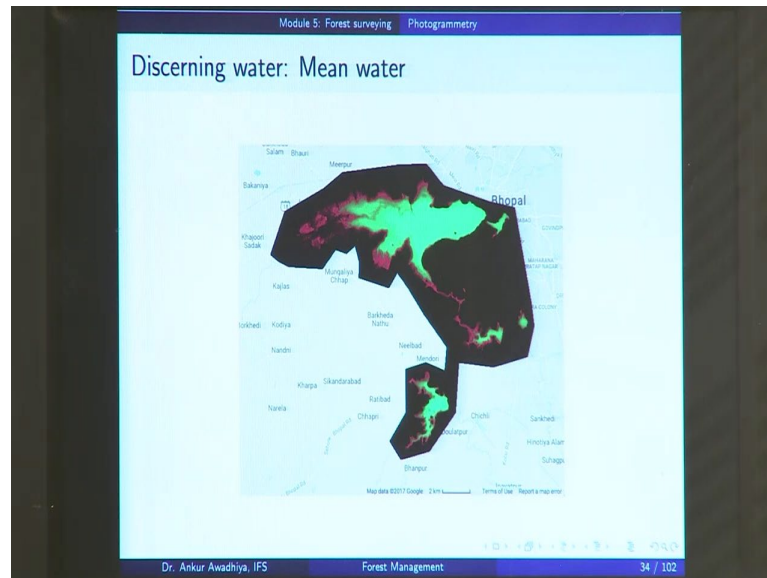 Module 5: Forest surveying Photogrammetry
Discerning water: Mean water
Salam Bhauri
Meerpur
Bakaniya
Bhopal
Khajoori
Sadak
Mungaliya
Chhap
Kajlas
Barkheda
Nathu
Kodiya
Neelbad
Nandni
Mendori
Kharpa Sikandarabad
Ratibad
Narela
Chhapri
Chichli
Sankhedi
Bhanpur
Map data ©2017 Google 2 km Terms of Use Report a map error
Dr. Ankur Awadhiya, IFS Forest Management 34 / 102